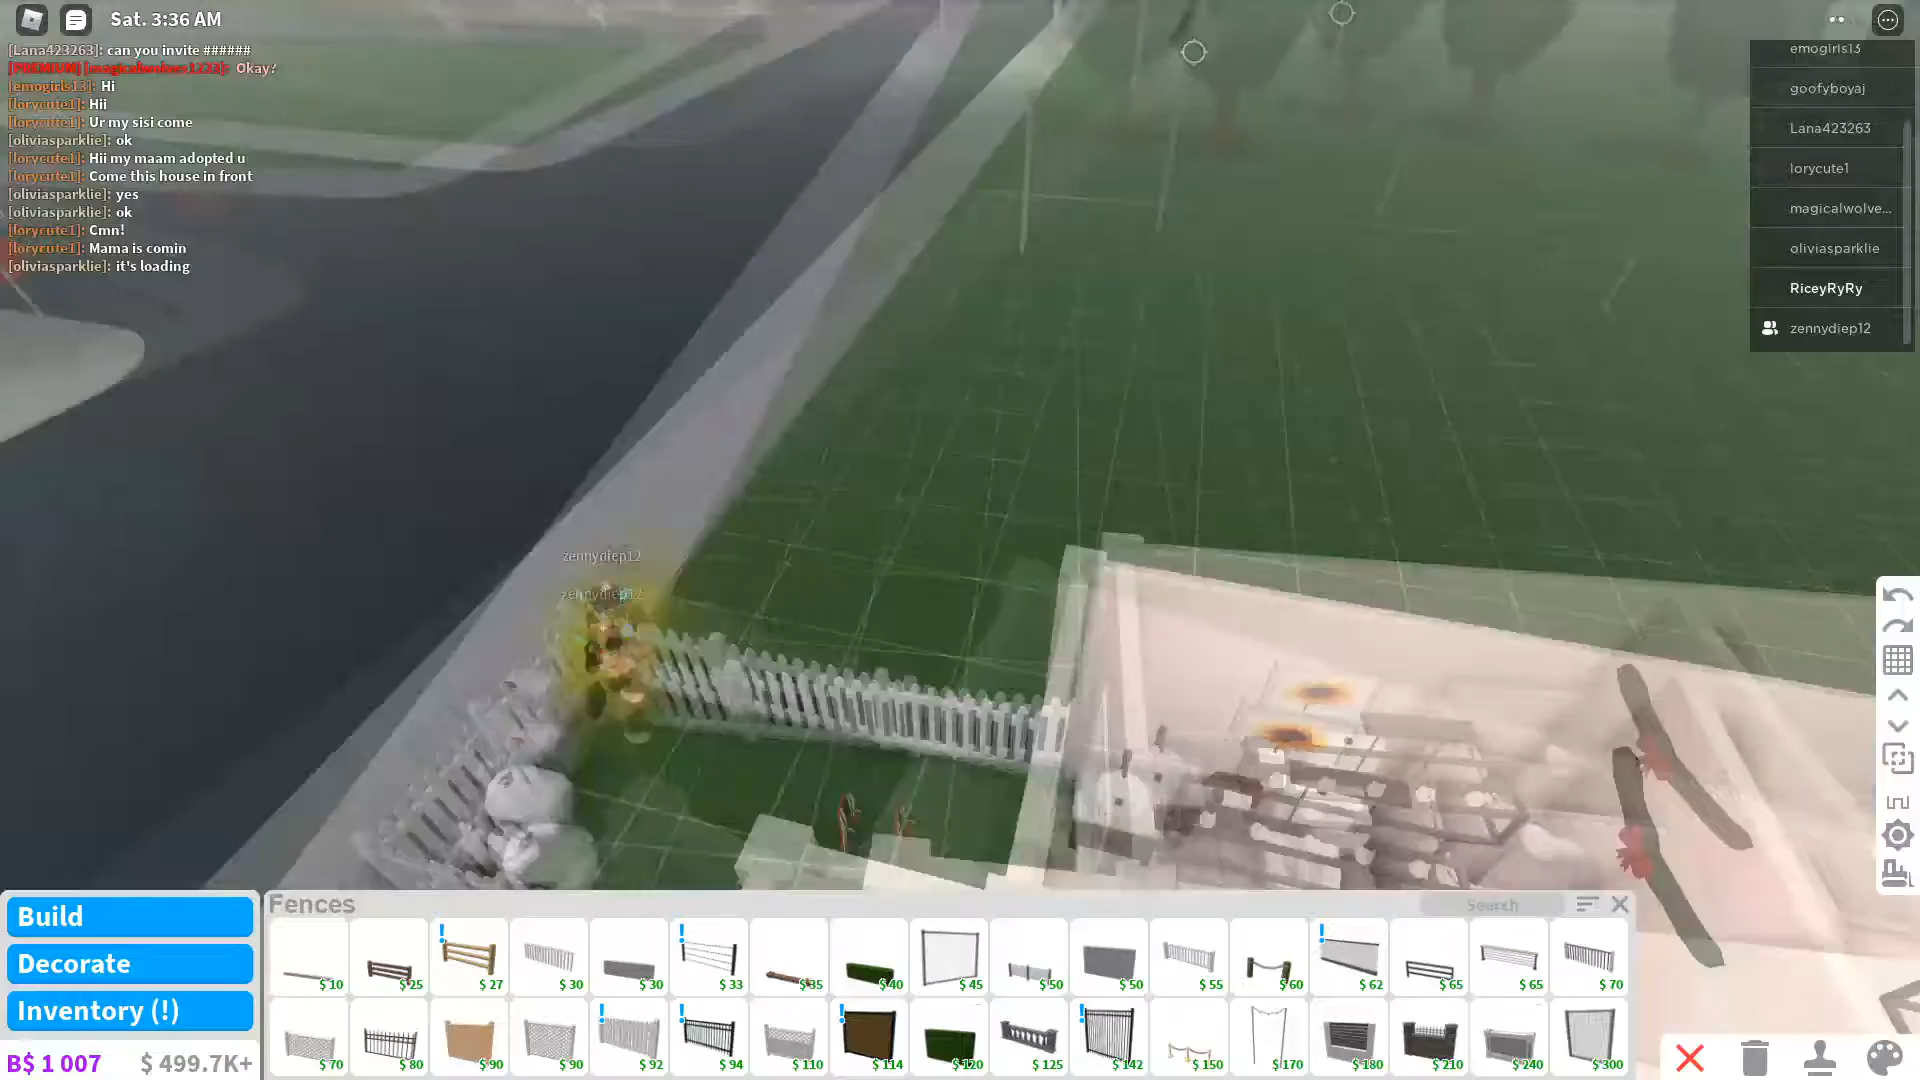 Sat. 3:36 AM
[Lana423263]: can you invite ######
Okay?
[emogirls13]: Hi
[lorycute1]: Hii
[lorycute1]: Ur my sisi come
[oliviasparklie]: ok
[lorycute1]: Hii my maam adopted u
[lorycute1]: Come this house in front
[oliviasparklie]: yes
[oliviasparklie]: ok
[lorycute1]: Cmn!
[lorycute1]: Mama is comin
[oliviasparklie]: it's loading
emogirls13
goofyboyaj
Lana423263
lorycute1
magicalwolve...
oliviasparklie
RiceyRyRy
zennydiep12
zennydiep12
zennydiep12
Build
Decorate
Inventory (!)
B$ 1 007 $ 499.7K+
Fences Search
$ 10 $ 25 $ 27 $ 30 $ 30 $ 33 $ 35 $ 40 $ 45 $ 50 $ 50 $ 55 $ 60 $ 62 $ 65 $ 65 $ 70
$ 70 $ 80 $ 90 $ 90 $ 92 $ 94 $ 110 $ 114 $ 120 $ 125 $ 142 $ 150 $ 170 $ 180 $ 210 $ 240 $ 300